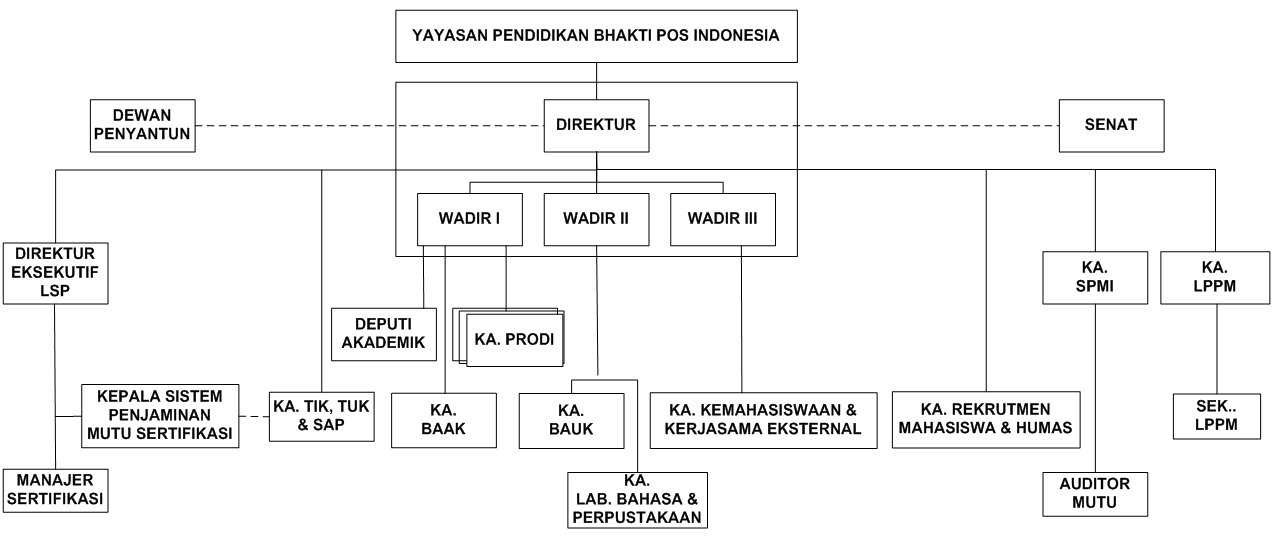 YAYASAN PENDIDIKAN BHAKTI POS INDONESIA
DEWAN
PENYANTUN
DIREKTUR
SENAT
WADIR I
WADIR II
WADIR III
DIREKTUR
EKSEKUTIF
LSP
KA.
SPMI
KA.
LPPM
DEPUTI
AKADEMIK
KA. PRODI
KEPALA SISTEM
PENJAMINAN
MUTU SERTIFIKASI
KA. TIK, TUK
& SAP
KA.
BAAK
KA.
BAUK
KA. KEMAHASISWAAN &
KERJASAMA EKSTERNAL
KA. REKRUTMEN
MAHASISWA & HUMAS
SEK..
LPPM
MANAJER
SERTIFIKASI
KA.
LAB. BAHASA &
PERPUSTAKAAN
AUDITOR
MUTU